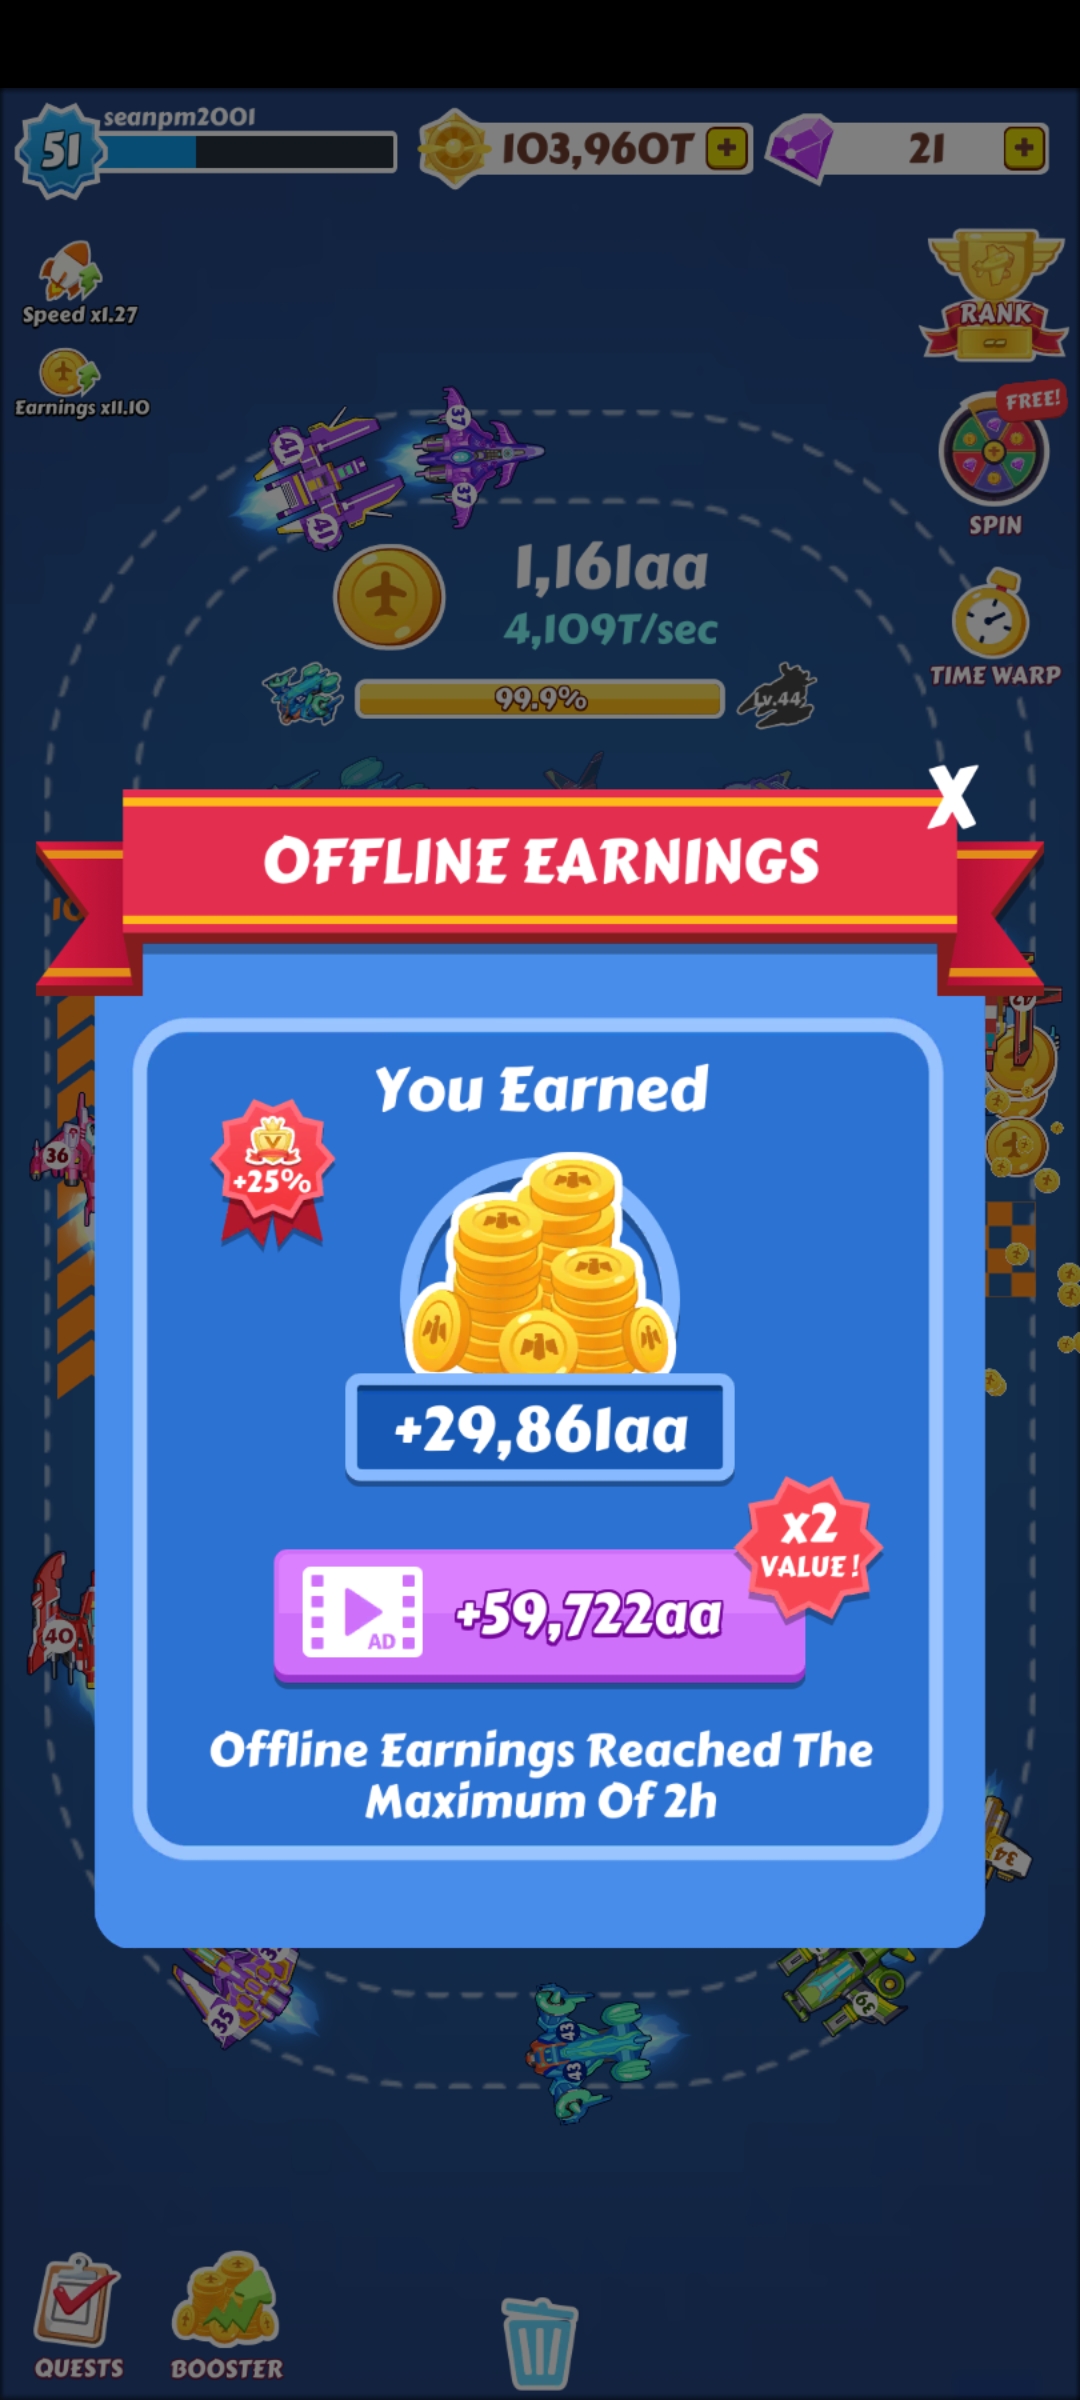 seanpm2001
51
103,960T
21
Speed x1.27
RANK
Earnings x11.10
FREE!
41
37
37
41
SPIN
1,161aa
4,109T/sec
TIME WARP
99.9%
Lv.44
X
OFFLINE EARNINGS
You Earned
36
+25%
+29,861aa
x2
VALUE!
AD
+59,722aa
40
Offline Earnings Reached The
Maximum Of 2h
34
35
39
43
43
QUESTS
BOOSTER